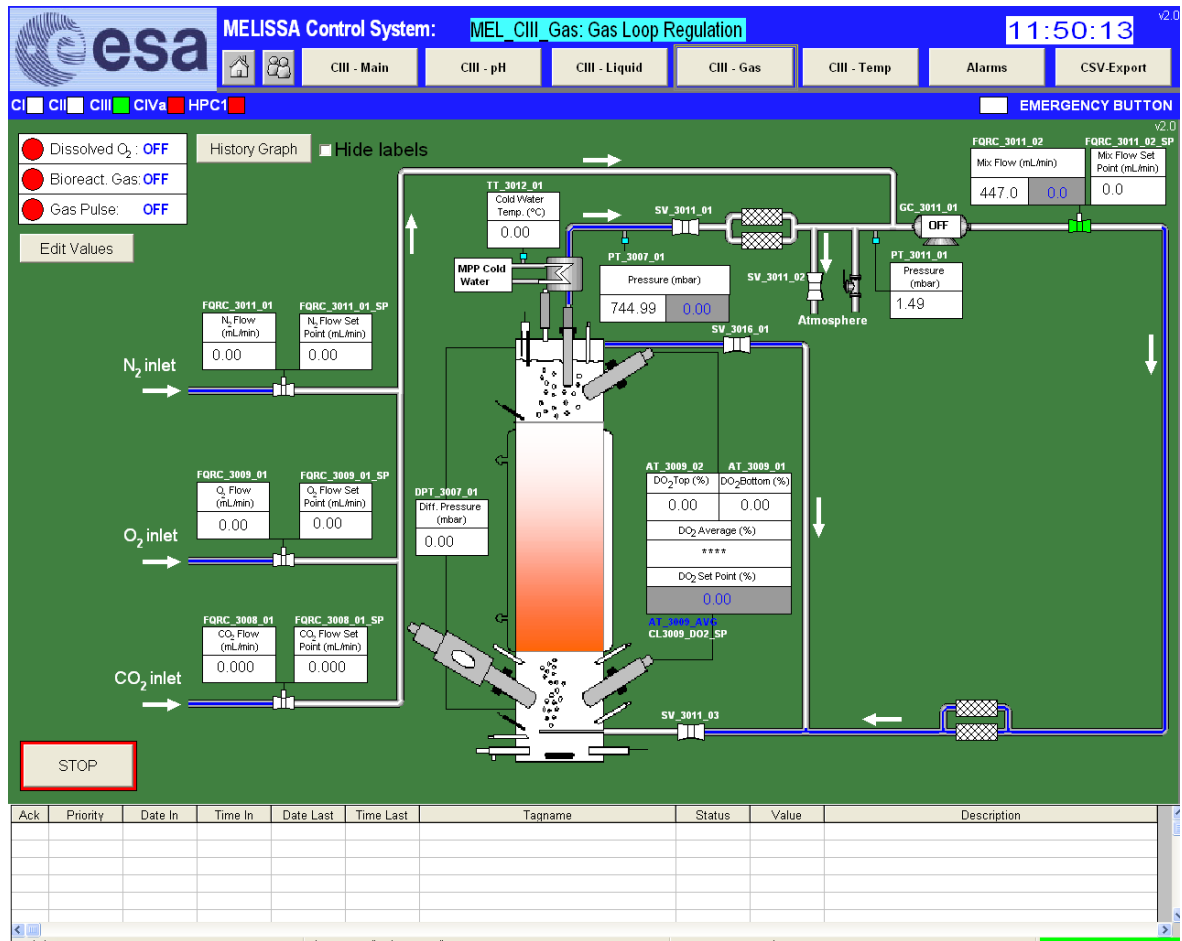 v2.0
esa
MELISSA Control System: MEL_CIII_Gas: Gas Loop Regulation
11:50:13
CIII - Main
CIII - pH
CIII - Liquid
CIII - Gas
CIII - Temp
Alarms
CSV-Export
CI CII CIII CIVa HPC1
EMERGENCY BUTTON
v2.0
Dissolved O2 : OFF
Bioreact. Gas: OFF
Gas Pulse: OFF
History Graph
Hide labels
Edit Values
FQRC_3011_02
Mix Flow (mL/min)
447.0 0.0
FQRC_3011_02_SP
Mix Flow Set
Point (mL/min)
0.0
TT_3012_01
Cold Water
Temp. (°C)
0.00
SV_3011_01
GC_3011_01
OFF
MPP Cold
Water
PT_3007_01
Pressure (mbar)
744.99 0.00
SV_3011_02
Atmosphere
PT_3011_01
Pressure
(mbar)
1.49
FQRC_3011_01
N2 Flow
(mL/min)
0.00
FQRC_3011_01_SP
N2 Flow Set
Point (mL/min)
0.00
N2 inlet
SV_3016_01
FQRC_3009_01
O2 Flow
(mL/min)
0.00
FQRC_3009_01_SP
O2 Flow Set
Point (mL/min)
0.00
O2 inlet
DPT_3007_01
Diff. Pressure
(mbar)
0.00
AT_3009_02 AT_3009_01
DO2Top (%) DO2Bottom (%)
0.00 0.00
DO2 Average (%)
****
DO2 Set Point (%)
0.00
AT_3009_AVG
CL3009_DO2_SP
FQRC_3008_01
CO2 Flow
(mL/min)
0.000
FQRC_3008_01_SP
CO2 Flow Set
Point (mL/min)
0.000
CO2 inlet
SV_3011_03
STOP
Ack Priority Date In Time In Date Last Time Last Tagname Status Value Description